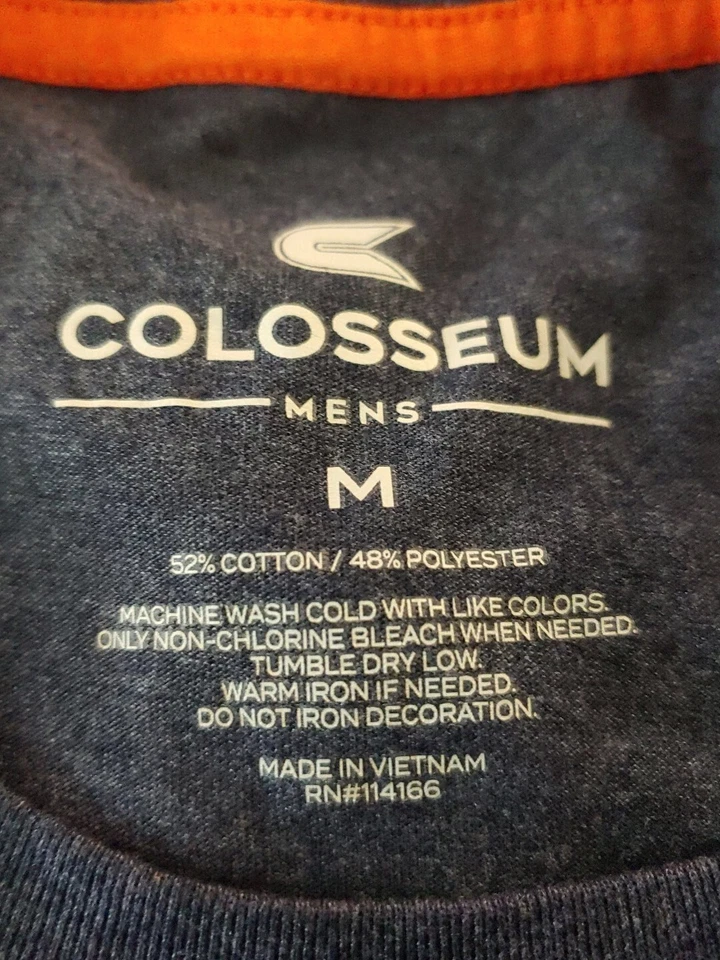 COLOSSEUM
MENS
M
52% COTTON / 48% POLYESTER
MACHINE WASH COLD WITH LIKE COLORS.
ONLY NON-CHLORINE BLEACH WHEN NEEDED.
TUMBLE DRY LOW.
WARM IRON IF NEEDED.
DO NOT IRON DECORATION.
MADE IN VIETNAM
RN#114166